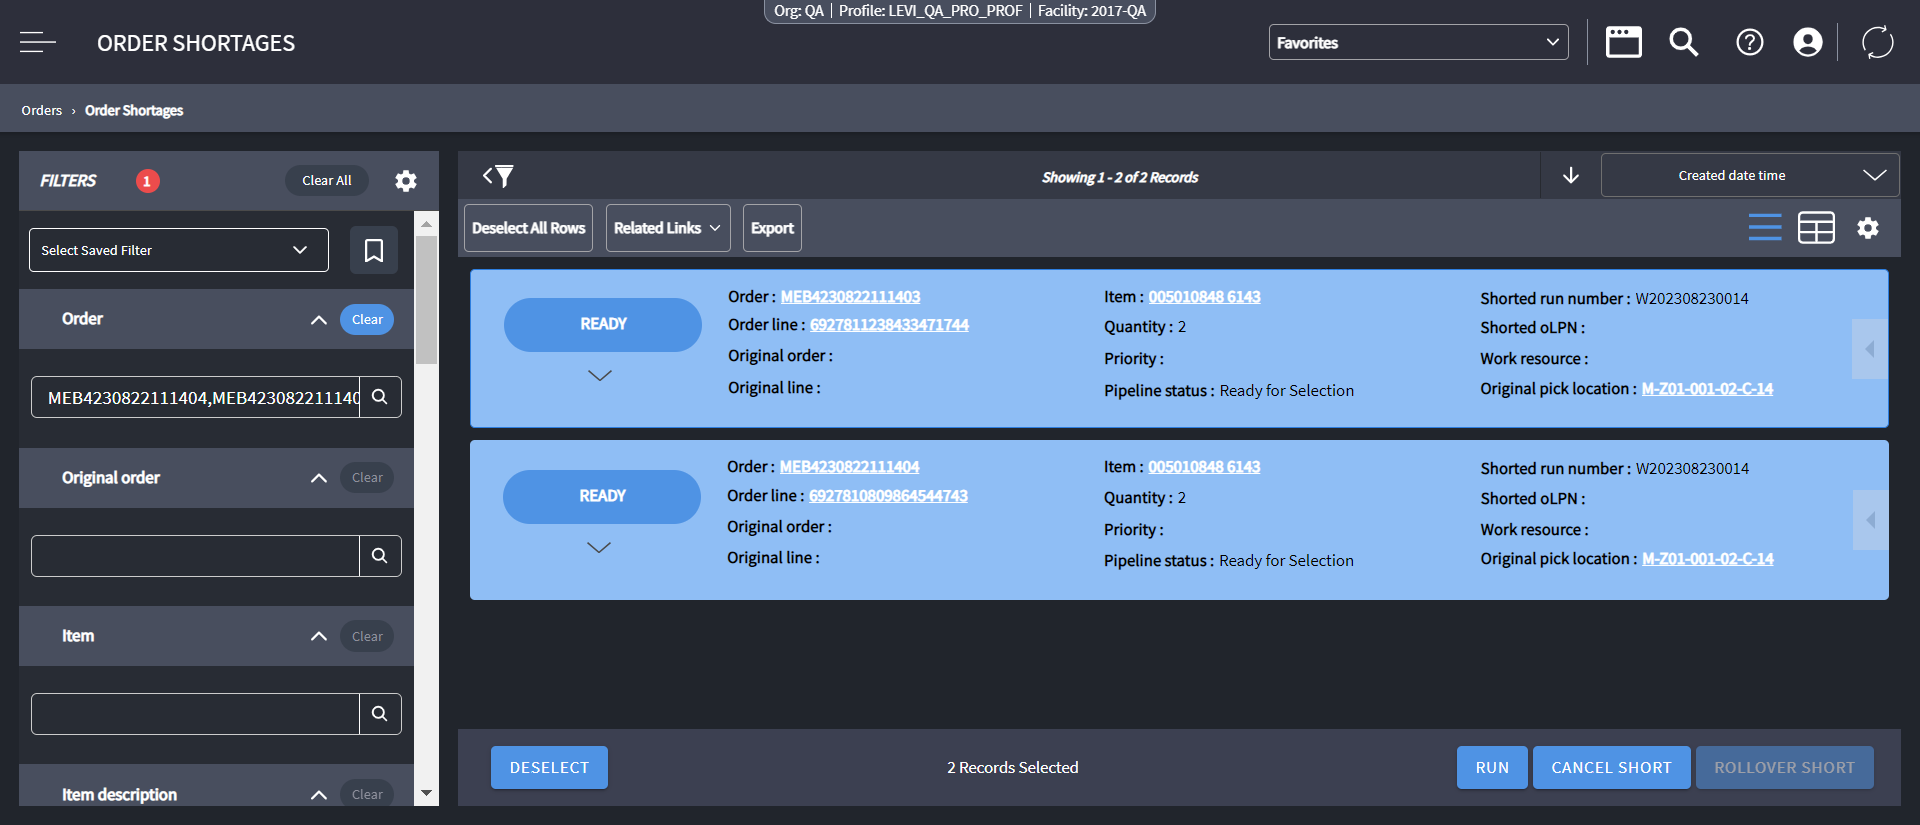 Org: QA | Profile: LEVI_QA_PRO_PROF | Facility: 2017-QA
ORDER SHORTAGES
Favorites
Orders › Order Shortages
FILTERS 1 Clear All
Select Saved Filter
Order Clear
MEB4230822111404,MEB423082211140
Original order Clear
Item Clear
Item description Clear
Showing 1 - 2 of 2 Records
Created date time
Deselect All Rows Related Links Export
READY
Order : MEB4230822111403
Order line : 6927811238433471744
Original order :
Original line :
Item : 005010848 6143
Quantity : 2
Priority :
Pipeline status : Ready for Selection
Shorted run number : W202308230014
Shorted oLPN :
Work resource :
Original pick location : M-Z01-001-02-C-14
READY
Order : MEB4230822111404
Order line : 6927810809864544743
Original order :
Original line :
Item : 005010848 6143
Quantity : 2
Priority :
Pipeline status : Ready for Selection
Shorted run number : W202308230014
Shorted oLPN :
Work resource :
Original pick location : M-Z01-001-02-C-14
DESELECT 2 Records Selected RUN CANCEL SHORT ROLLOVER SHORT